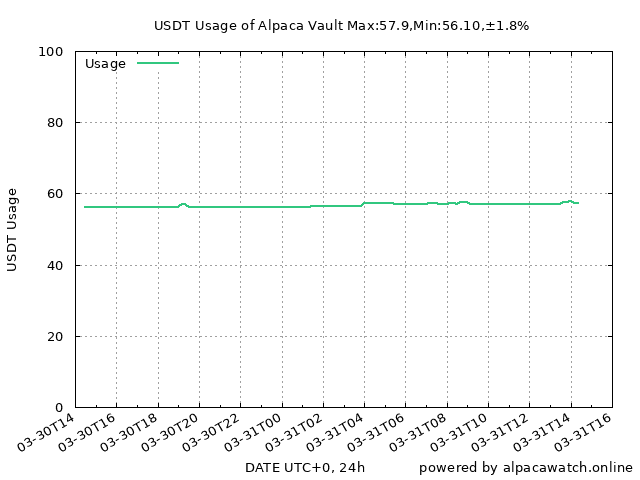 USDT Usage of Alpaca Vault Max:57.9,Min:56.10,±1.8%
Usage
100
80
60
40
20
0
USDT Usage
03-30T14
03-30T16
03-30T18
03-30T20
03-30T22
03-31T00
03-31T02
03-31T04
03-31T06
03-31T08
03-31T10
03-31T12
03-31T14
03-31T16
DATE UTC+0, 24h
powered by alpacawatch.online